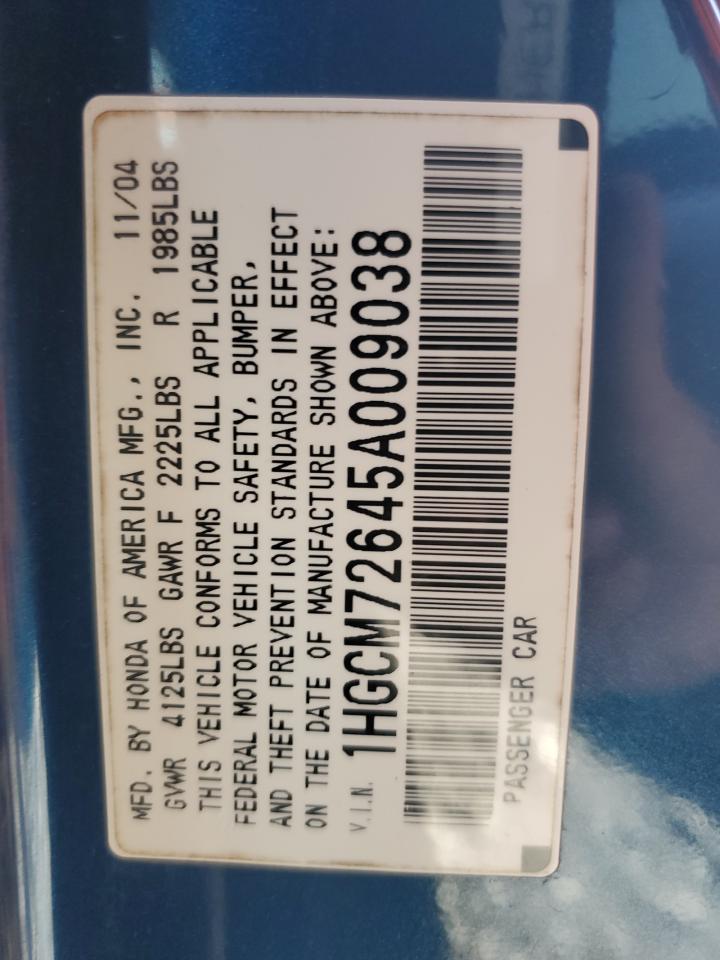 MFD. BY HONDA OF AMERICA MFG., INC. 11/04
GVWR 4125LBS GAWR F 2225LBS R 1985LBS
THIS VEHICLE CONFORMS TO ALL APPLICABLE
FEDERAL MOTOR VEHICLE SAFETY, BUMPER,
AND THEFT PREVENTION STANDARDS IN EFFECT
ON THE DATE OF MANUFACTURE SHOWN ABOVE:
V.I.N. 1HGCM72645A009038
PASSENGER CAR